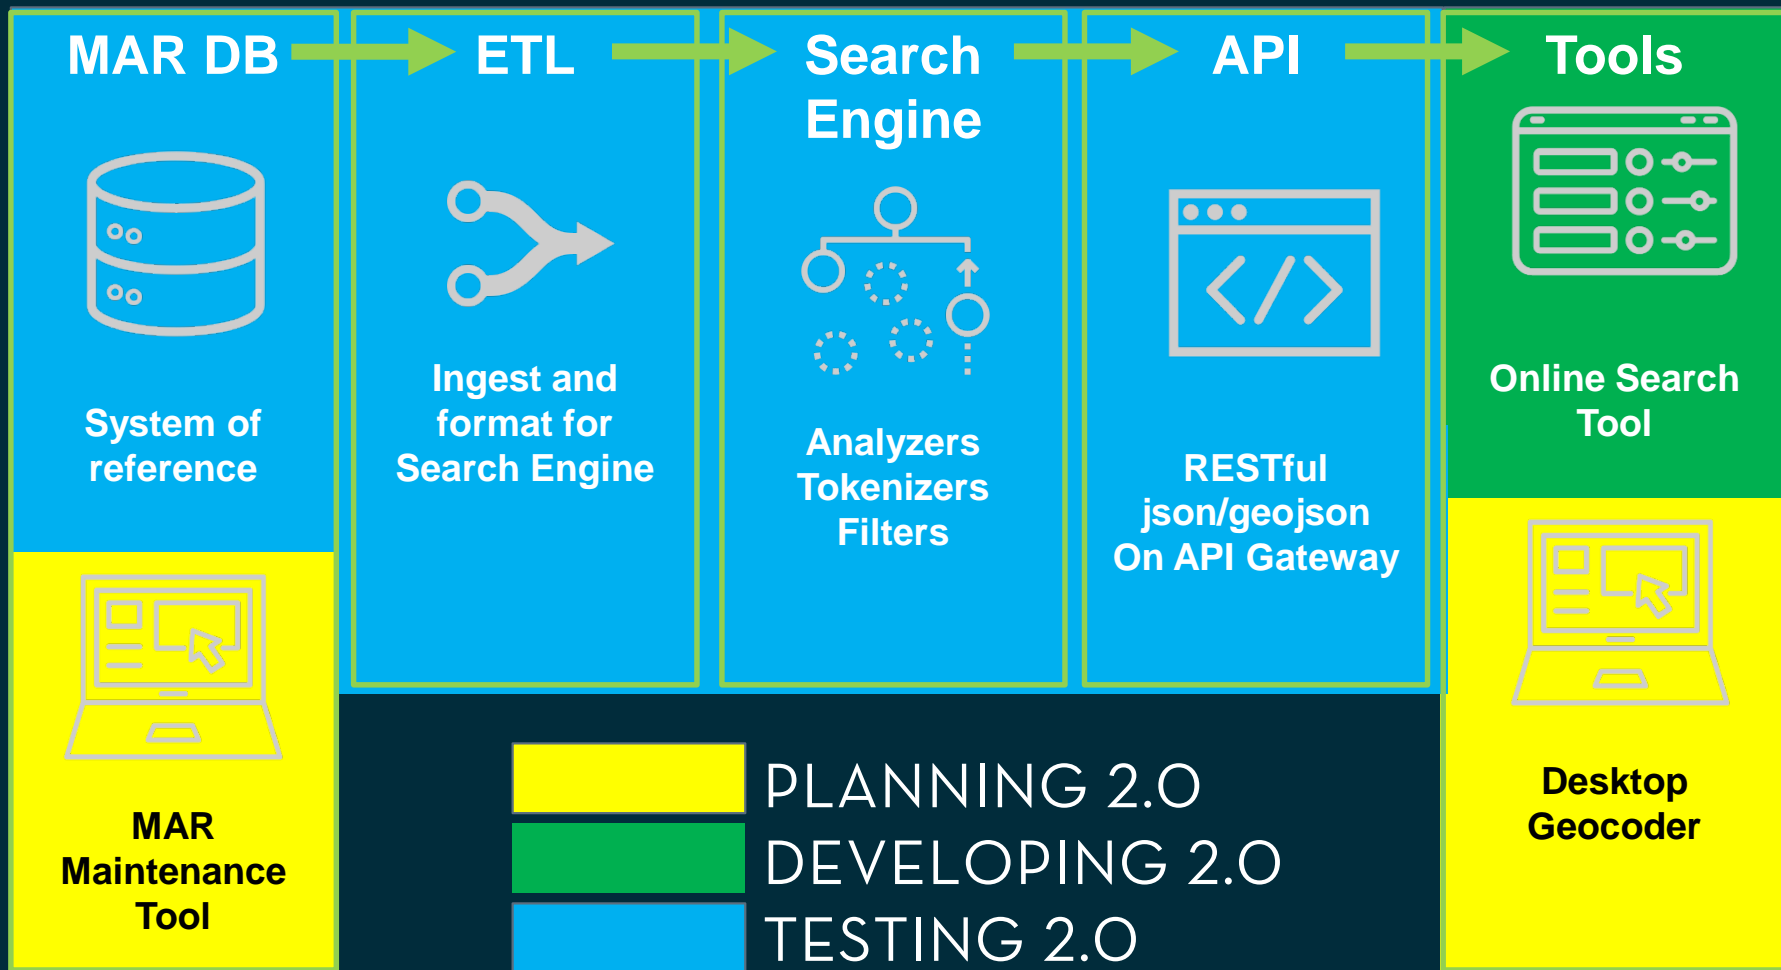 MAR DB
System of
reference
MAR
Maintenance
Tool
ETL
Ingest and
format for
Search Engine
Search
Engine
Analyzers
Tokenizers
Filters
API
RESTful
json/geojson
On API Gateway
Tools
Online Search
Tool
Desktop
Geocoder
PLANNING 2.0
DEVELOPING 2.0
TESTING 2.0